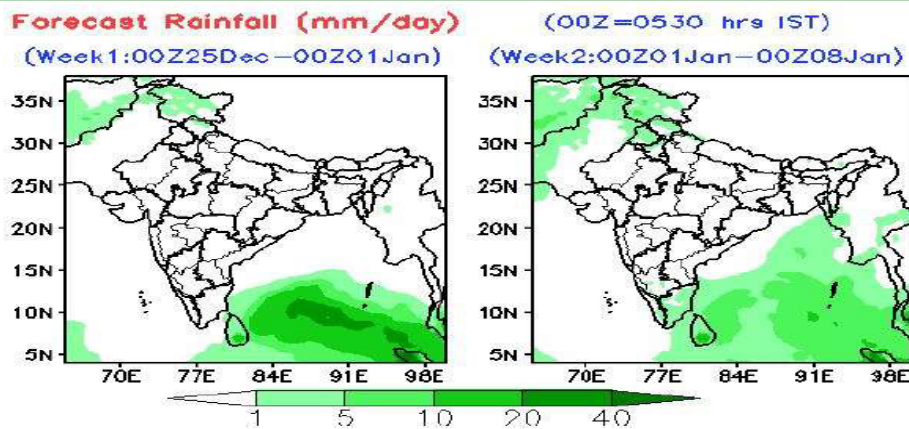 Forecast Rainfall (mm/day) (00Z=0530 hrs IST)
(Week1:00Z25Dec-00Z01Jan) (Week2:00Z01Jan-00Z08Jan)
35N 35N
30N 30N
25N 25N
20N 20N
15N 15N
10N 10N
5N 5N
70E 77E 84E 91E 98E 70E 77E 84E 91E 98E
1 5 10 20 40